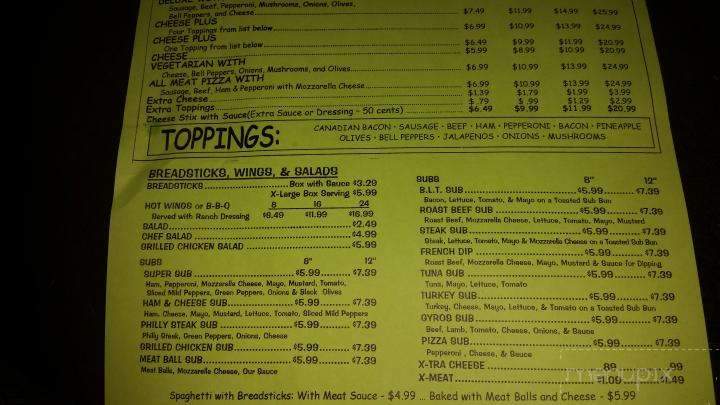 DELUXE
Sausage, Beef, Pepperoni, Mushrooms, Onions, Olives,
Bell Peppers, and Cheese $7.49 $11.99 $14.99 $25.99
CHEESE PLUS
Four Toppings from list below $6.99 $10.99 $13.99 $24.99
CHEESE PLUS
One Topping from list below $6.49 $9.99 $11.99 $20.99
CHEESE $5.99 $8.99 $10.99 $20.99
VEGETARIAN WITH
Cheese, Bell Peppers, Onions, Mushrooms, and Olives $6.99 $10.99 $13.99 $24.99
ALL MEAT PIZZA WITH
Sausage, Beef, Ham & Pepperoni with Mozzarella Cheese $6.99 $10.99 $13.99 $24.99
Extra Cheese $1.39 $1.79 $1.99 $3.99
Extra Toppings $ .79 $ .99 $1.25 $2.99
Cheese Stix with Sauce(Extra Sauce or Dressing - 50 cents) $6.49 $9.99 $11.99 $20.99
TOPPINGS:
CANADIAN BACON · SAUSAGE · BEEF · HAM · PEPPERONI · BACON · PINEAPPLE
OLIVES · BELL PEPPERS · JALAPENOS · ONIONS · MUSHROOMS
BREADSTICKS, WINGS, & SALADS
BREADSTICKS Box with Sauce $3.29
X-Large Box Serving $5.99
HOT WINGS or B-B-Q 8 16 24
Served with Ranch Dressing $6.49 $11.99 $16.99
SALAD $2.49
CHEF SALAD $4.99
GRILLED CHICKEN SALAD $5.99
SUBS 8" 12"
SUPER SUB $5.99 $7.39
Ham, Pepperoni, Mozzarella Cheese, Mayo, Mustard, Tomato,
Sliced Mild Peppers, Green Peppers, Onions & Black Olives
HAM & CHEESE SUB $5.99 $7.39
Ham, Cheese, Mayo, Mustard, Lettuce, Tomato, Sliced Mild Peppers
PHILLY STEAK SUB $5.99 $7.39
Philly Steak, Green Peppers, Onions, Cheese
GRILLED CHICKEN SUB $5.99 $7.39
MEAT BALL SUB $5.99 $7.39
Meat Balls, Mozzarella Cheese, Our Sauce
SUBS 8" 12"
B.L.T. SUB $5.99 $7.39
Bacon, Lettuce, Tomato, & Mayo on a Toasted Sub Bun
ROAST BEEF SUB $5.99 $7.39
Roast Beef, Mozzarella Cheese, Lettuce, Tomato, Mayo, Mustard
STEAK SUB $5.99 $7.39
Steak, Lettuce, Tomato, Mayo & Mozzarella Cheese on a Toasted Sub Bun
FRENCH DIP $5.99 $7.39
Roast Beef, Mozzarella Cheese, Mayo, Mustard & Sauce for Dipping
TUNA SUB $5.99 $7.39
Tuna, Mayo, Lettuce, Tomato
TURKEY SUB $5.99 $7.39
Turkey, Cheese, Mayo, Lettuce, & Tomato on a Toasted Sub Bun
GYROS SUB $5.99 $7.39
Beef, Lamb, Tomato, Cheese, Onions, & Sauce
PIZZA SUB $5.99 $7.39
Pepperoni, Cheese, & Sauce
X-TRA CHEESE .89 .99
X-MEAT $1.09 $1.49
Spaghetti with Breadsticks: With Meat Sauce - $4.99 ... Baked with Meat Balls and Cheese - $5.99
menupix